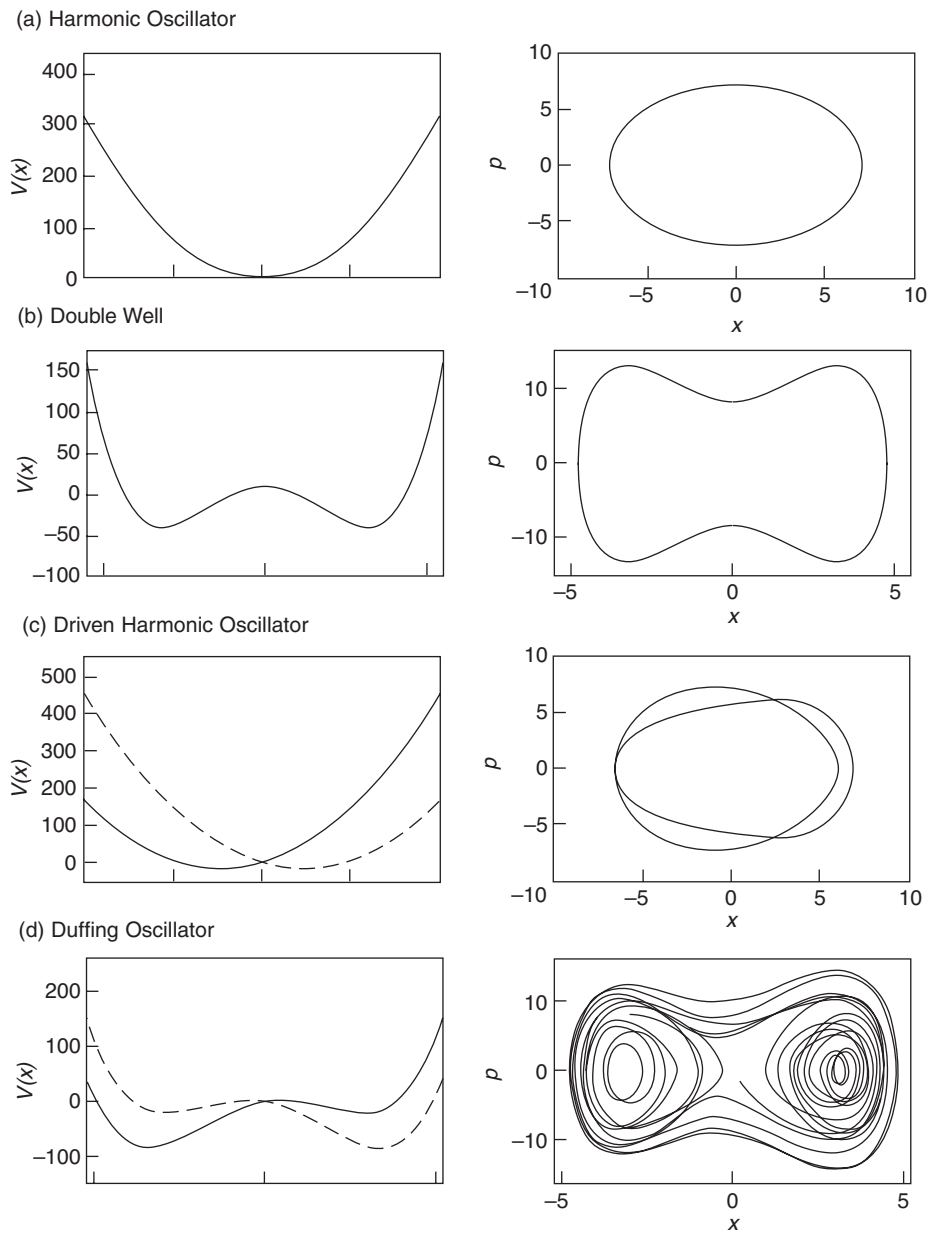 (a) Harmonic Oscillator
400
300
200
100
0
V(x)
10
5
0
−5
−10
p
−5 0 5 10
x
(b) Double Well
150
100
50
0
−50
−100
V(x)
10
0
−10
p
−5 0 5
x
(c) Driven Harmonic Oscillator
500
400
300
200
100
0
V(x)
10
5
0
−5
−10
p
−5 0 5 10
x
(d) Duffing Oscillator
200
100
0
−100
V(x)
10
0
−10
p
−5 0 5
x